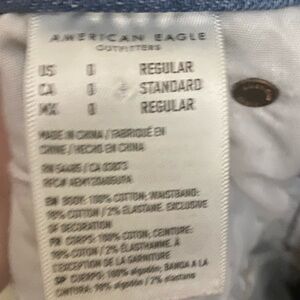 AMERICAN EAGLE
OUTFITTERS
US 0 REGULAR
CA 0 STANDARD
MX 0 REGULAR
MADE IN CHINA / FABRIQUÉ EN
CHINE / HECHO EN CHINA
RN 54485 / CA 03873
EN BODY: 100% COTTON; WAISTBAND:
98% COTTON / 2% ELASTANE. EXCLUSIVE
OF DECORATION
FR CORPS: 100% COTON; CEINTURE:
98% COTON / 2% ÉLASTHANNE. À
L'EXCEPTION DE LA GARNITURE
SP CUERPO: 100% algodón; BANDA A LA
CINTURA: 98% algodón / 2% elastano